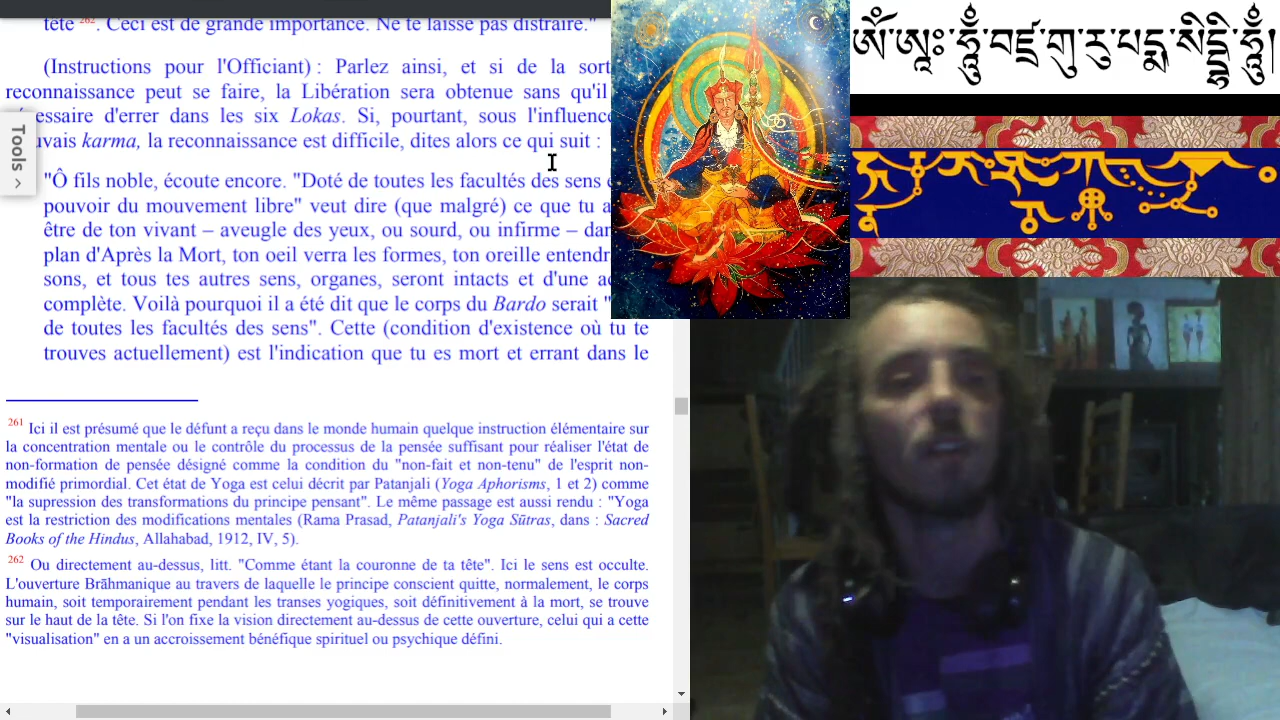 tête 262. Ceci est de grande importance. Ne te laisse pas distraire."
(Instructions pour l'Officiant) : Parlez ainsi, et si de la sort
reconnaissance peut se faire, la Libération sera obtenue sans qu'il
essaire d'errer dans les six Lokas. Si, pourtant, sous l'influence
uvais karma, la reconnaissance est difficile, dites alors ce qui suit :
"Ô fils noble, écoute encore. "Doté de toutes les facultés des sens
pouvoir du mouvement libre" veut dire (que malgré) ce que tu a
être de ton vivant – aveugle des yeux, ou sourd, ou infirme – dan
plan d'Après la Mort, ton oeil verra les formes, ton oreille entendr
sons, et tous tes autres sens, organes, seront intacts et d'une ac
complète. Voilà pourquoi il a été dit que le corps du Bardo serait "
de toutes les facultés des sens". Cette (condition d'existence où tu te
trouves actuellement) est l'indication que tu es mort et errant dans le
261 Ici il est présumé que le défunt a reçu dans le monde humain quelque instruction élémentaire sur
la concentration mentale ou le contrôle du processus de la pensée suffisant pour réaliser l'état de
non-formation de pensée désigné comme la condition du "non-fait et non-tenu" de l'esprit non-
modifié primordial. Cet état de Yoga est celui décrit par Patanjali (Yoga Aphorisms, 1 et 2) comme
"la supression des transformations du principe pensant". Le même passage est aussi rendu : "Yoga
est la restriction des modifications mentales (Rama Prasad, Patanjali's Yoga Sūtras, dans : Sacred
Books of the Hindus, Allahabad, 1912, IV, 5).
262 Ou directement au-dessus, litt. "Comme étant la couronne de ta tête". Ici le sens est occulte.
L'ouverture Brāhmanique au travers de laquelle le principe conscient quitte, normalement, le corps
humain, soit temporairement pendant les transes yogiques, soit définitivement à la mort, se trouve
sur le haut de la tête. Si l'on fixe la vision directement au-dessus de cette ouverture, celui qui a cette
"visualisation" en a un accroissement bénéfique spirituel ou psychique défini.
Tools
ༀ་ཨཱཿ་ཧཱུྃ་བཛྲ་གུ་རུ་པདྨ་སིདྡྷི་ཧཱུྃ།